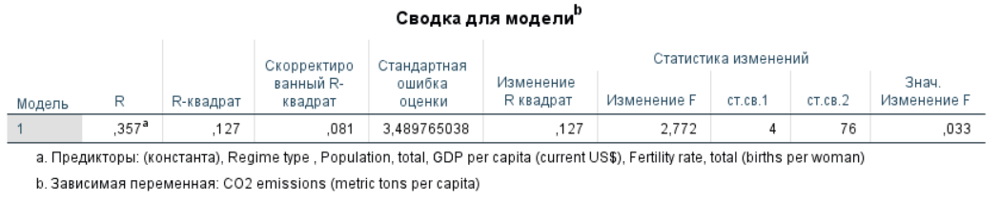 Сводка для модели^b
Статистика изменений
Модель R R-квадрат Скорректиро ванный R-квадрат Стандартная ошибка оценки Изменение R квадрат Изменение F ст.св.1 ст.св.2 Знач. Изменение F
1 ,357^a ,127 ,081 3,489765038 ,127 2,772 4 76 ,033
a. Предикторы: (константа), Regime type , Population, total, GDP per capita (current US$), Fertility rate, total (births per woman)
b. Зависимая переменная: CO2 emissions (metric tons per capita)